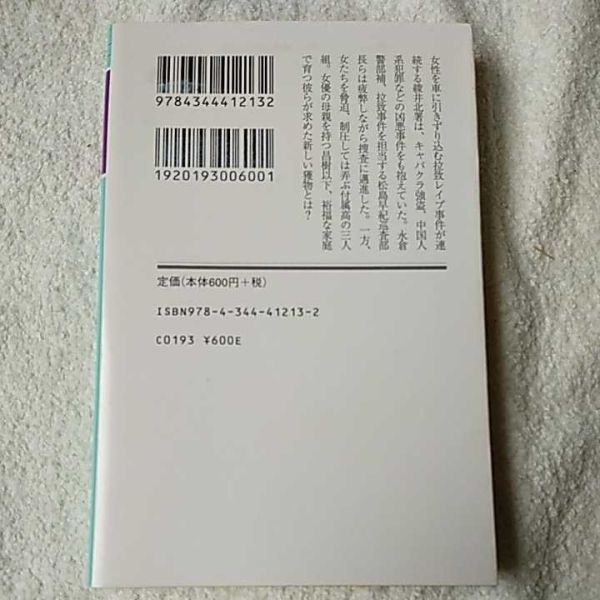 9784344412132
1920193006001
女性を車に引きずり込む拉致レイプ事件が連
続する綾井北署は、キャバクラ強盗、中国人
系犯罪などの凶悪事件をも抱えていた。永倉
警部補、拉致事件を担当する松島早紀巡査部
長らは疲弊しながら捜査に邁進した。一方、
女たちを脅迫、制圧しては弄ぶ付属高の三人
組。女優の母親を持つ昌樹以下、裕福な家庭
で育つ彼らが求めた新しい獲物とは?
定価(本体600円+税)
ISBN978-4-344-41213-2
C0193 ¥600E